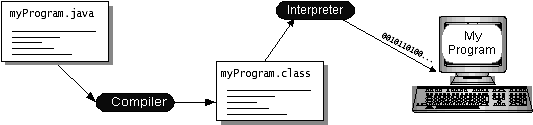 myProgram.java
Compiler
myProgram.class
Interpreter
0010110100...
My
Program